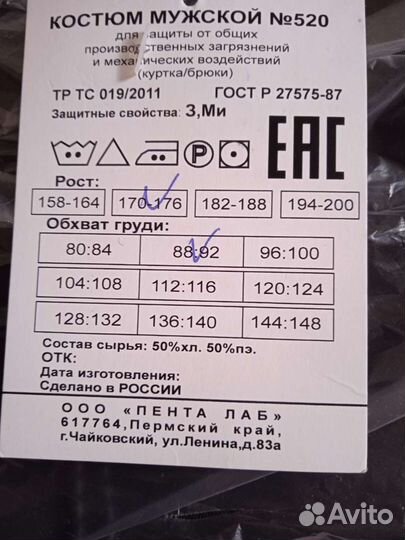 КОСТЮМ МУЖСКОЙ №520
для защиты от общих
производственных загрязнений
и механических воздействий
(куртка/брюки)
ТР ТС 019/2011 ГОСТ Р 27575-87
Защитные свойства: З,Ми
P
EAC
Рост:
158-164 170-176 182-188 194-200
Обхват груди:
80:84 88:92 96:100
104:108 112:116 120:124
128:132 136:140 144:148
Состав сырья: 50%хл. 50%пэ.
ОТК:
Дата изготовления:
Сделано в РОССИИ
ООО «ПЕНТА ЛАБ»
617764, Пермский край,
г.Чайковский, ул.Ленина,д.83а
Avito